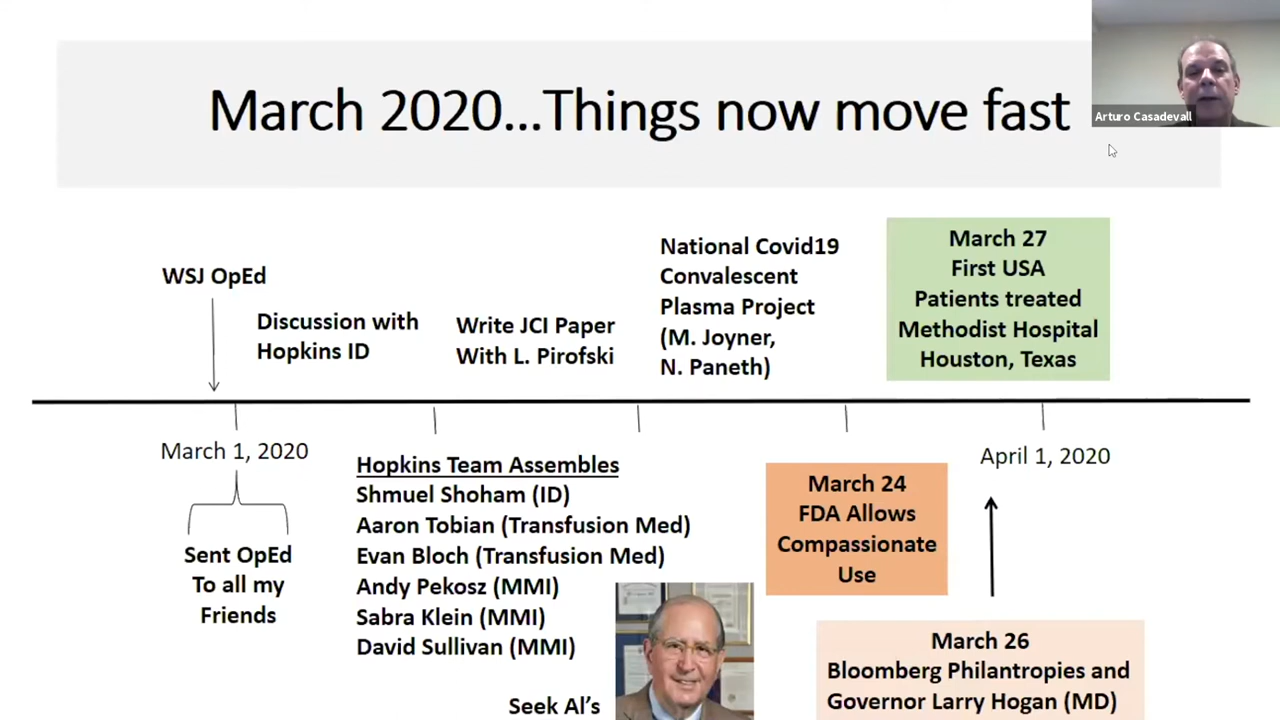 March 2020...Things now move fast
Arturo Casadevall
WSJ OpEd
Discussion with
Hopkins ID
Write JCI Paper
With L. Pirofski
National Covid19
Convalescent
Plasma Project
(M. Joyner,
N. Paneth)
March 27
First USA
Patients treated
Methodist Hospital
Houston, Texas
March 1, 2020
April 1, 2020
Sent OpEd
To all my
Friends
Hopkins Team Assembles
Shmuel Shoham (ID)
Aaron Tobian (Transfusion Med)
Evan Bloch (Transfusion Med)
Andy Pekosz (MMI)
Sabra Klein (MMI)
David Sullivan (MMI)
Seek Al's
March 24
FDA Allows
Compassionate
Use
March 26
Bloomberg Philantropies and
Governor Larry Hogan (MD)